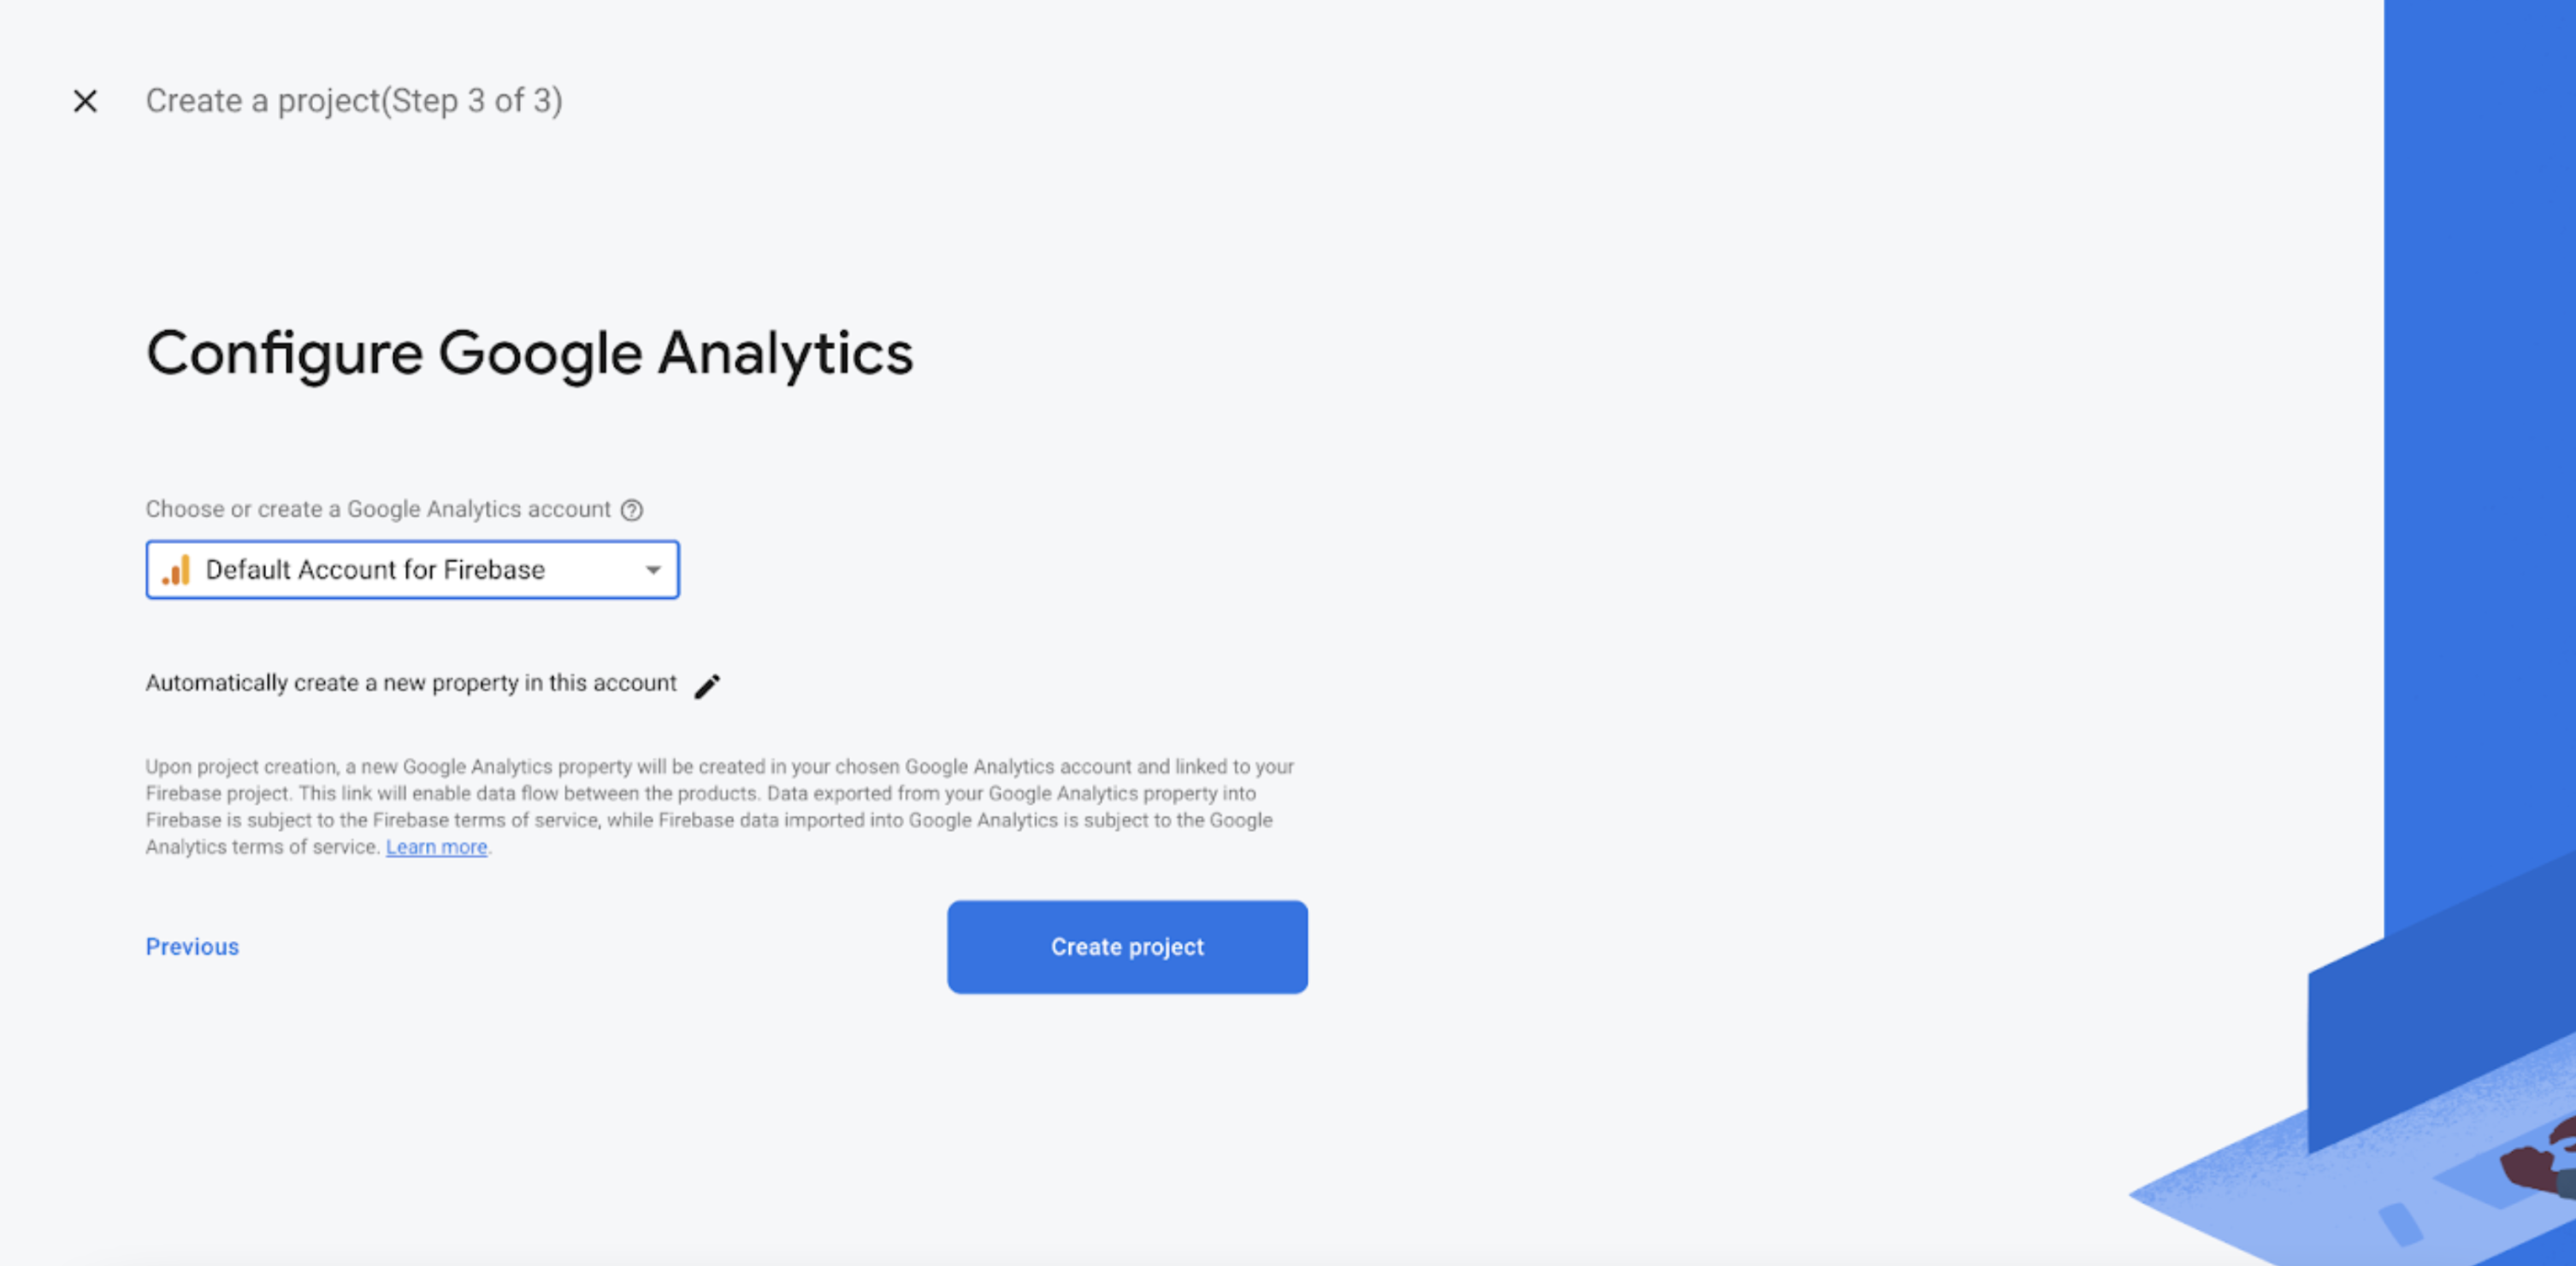 Create a project(Step 3 of 3)
Configure Google Analytics
Choose or create a Google Analytics account
Default Account for Firebase
Automatically create a new property in this account
Upon project creation, a new Google Analytics property will be created in your chosen Google Analytics account and linked to your
Firebase project. This link will enable data flow between the products. Data exported from your Google Analytics property into
Firebase is subject to the Firebase terms of service, while Firebase data imported into Google Analytics is subject to the Google
Analytics terms of service. Learn more.
Previous
Create project